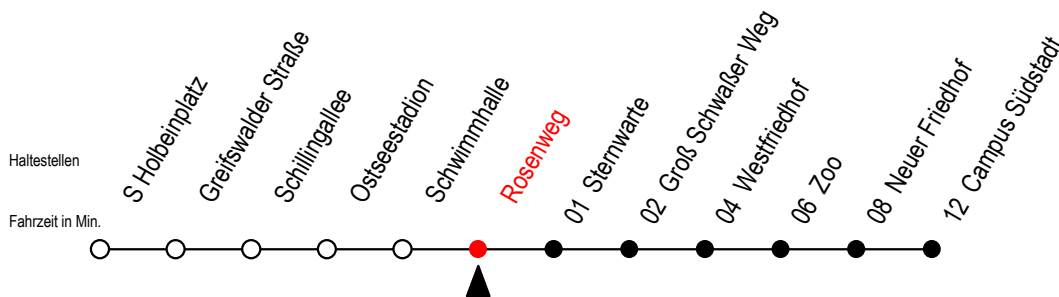 S Holbeinplatz
Greifswalder Straße
Schillingallee
Ostseestadion
Schwimmhalle
Rosenweg
01 Sternwarte
02 Groß Schwaßer Weg
04 Westfriedhof
06 Zoo
08 Neuer Friedhof
12 Campus Südstadt
Haltestellen
Fahrzeit in Min.